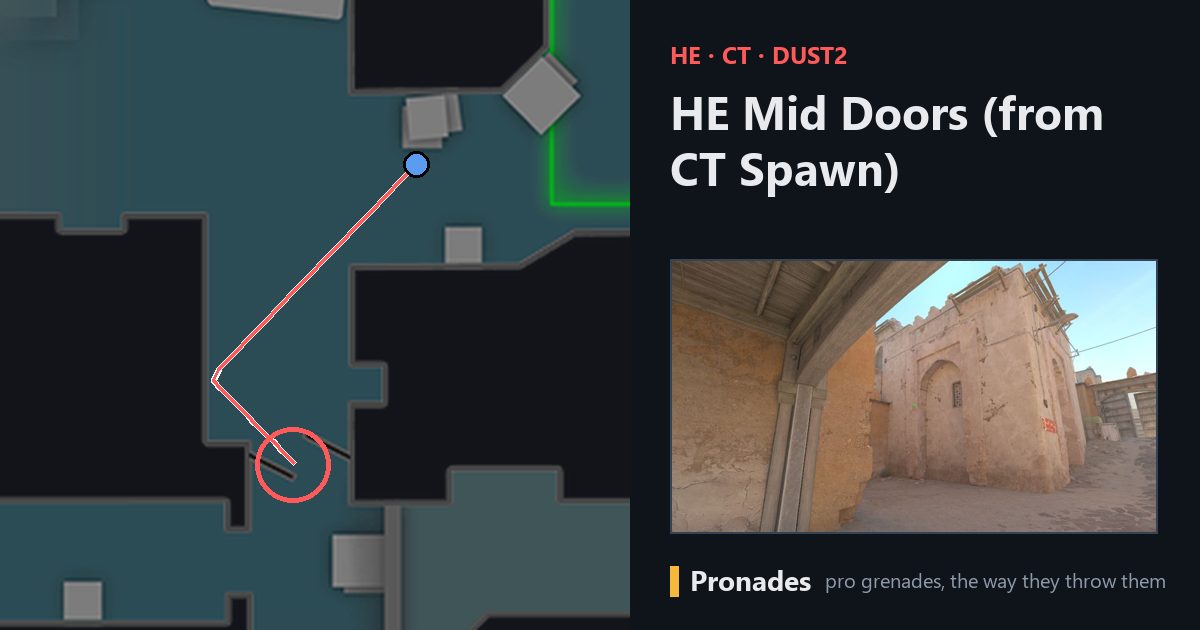 HE · CT · DUST2
HE Mid Doors (from
CT Spawn)
Pronades pro grenades, the way they throw them